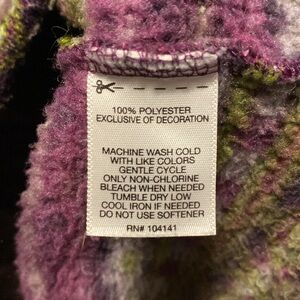 100% POLYESTER
EXCLUSIVE OF DECORATION
MACHINE WASH COLD
WITH LIKE COLORS
GENTLE CYCLE
ONLY NON-CHLORINE
BLEACH WHEN NEEDED
TUMBLE DRY LOW
COOL IRON IF NEEDED
DO NOT USE SOFTENER
RN# 104141